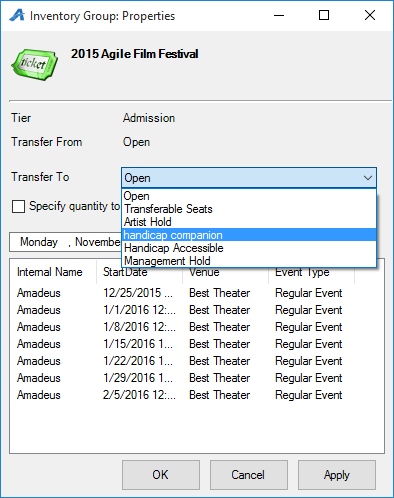 Inventory Group: Properties
ticket
2015 Agile Film Festival
Tier Admission
Transfer From Open
Transfer To Open
Open
Transferable Seats
Artist Hold
handicap companion
Handicap Accessible
Management Hold
Specify quantity to
Monday , November
Internal Name StartDate Venue Event Type
Amadeus 12/25/2015 ... Best Theater Regular Event
Amadeus 1/1/2016 12:... Best Theater Regular Event
Amadeus 1/8/2016 12:... Best Theater Regular Event
Amadeus 1/15/2016 1... Best Theater Regular Event
Amadeus 1/22/2016 1... Best Theater Regular Event
Amadeus 1/29/2016 1... Best Theater Regular Event
Amadeus 2/5/2016 12:... Best Theater Regular Event
OK Cancel Apply